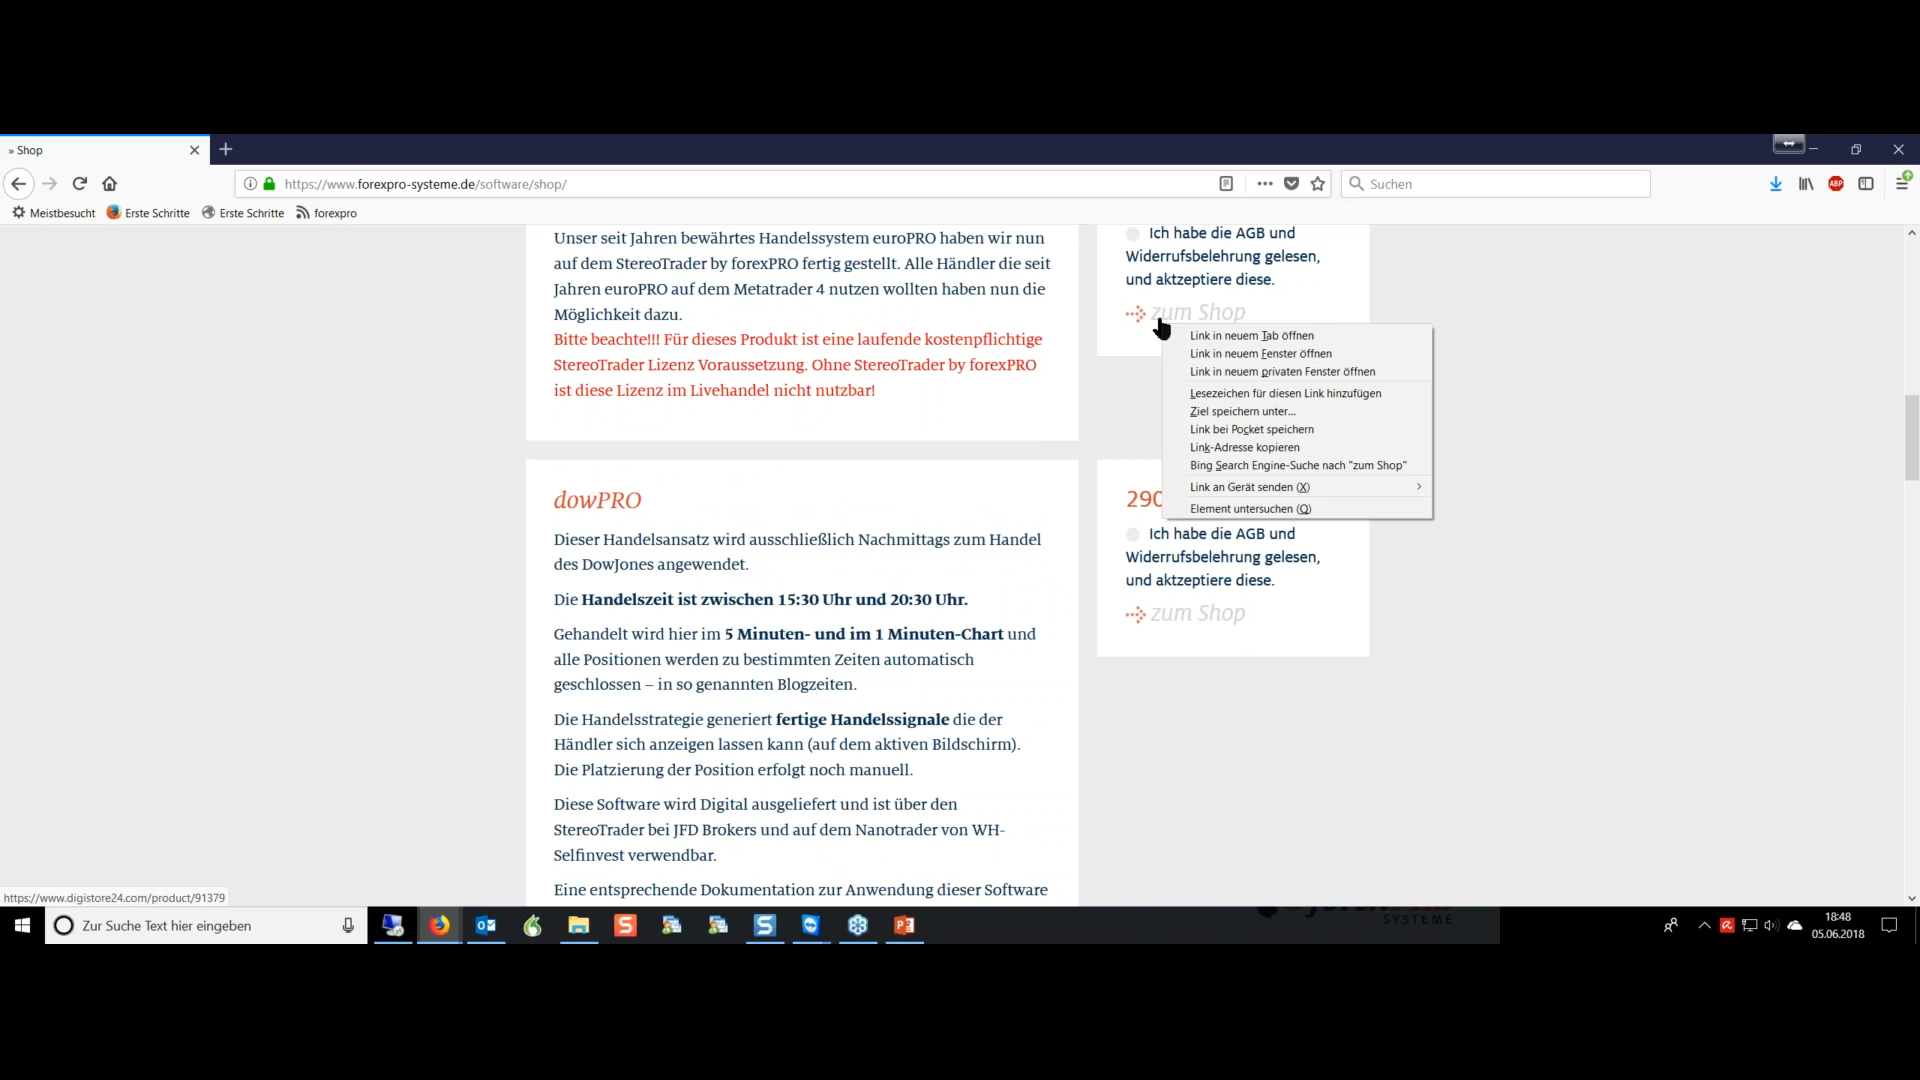 » Shop
https://www.forexpro-systeme.de/software/shop/
Suchen
Meistbesucht
Erste Schritte
Erste Schritte
forexpro
ABP
Unser seit Jahren bewährtes Handelssystem euroPRO haben wir nun
auf dem StereoTrader by forexPRO fertig gestellt. Alle Händler die seit
Jahren euroPRO auf dem Metatrader 4 nutzen wollten haben nun die
Möglichkeit dazu.
Bitte beachte!!! Für dieses Produkt ist eine laufende kostenpflichtige
StereoTrader Lizenz Voraussetzung. Ohne StereoTrader by forexPRO
ist diese Lizenz im Livehandel nicht nutzbar!
Ich habe die AGB und
Widerrufsbelehrung gelesen,
und aktzeptiere diese.
zum Shop
Link in neuem Tab öffnen
Link in neuem Fenster öffnen
Link in neuem privaten Fenster öffnen
Lesezeichen für diesen Link hinzufügen
Ziel speichern unter...
Link bei Pocket speichern
Link-Adresse kopieren
Bing Search Engine-Suche nach "zum Shop"
Link an Gerät senden (X)
Element untersuchen (Q)
dowPRO
Dieser Handelsansatz wird ausschließlich Nachmittags zum Handel
des DowJones angewendet.
Die Handelszeit ist zwischen 15:30 Uhr und 20:30 Uhr.
Gehandelt wird hier im 5 Minuten- und im 1 Minuten-Chart und
alle Positionen werden zu bestimmten Zeiten automatisch
geschlossen – in so genannten Blogzeiten.
Die Handelsstrategie generiert fertige Handelssignale die der
Händler sich anzeigen lassen kann (auf dem aktiven Bildschirm).
Die Platzierung der Position erfolgt noch manuell.
Diese Software wird Digital ausgeliefert und ist über den
StereoTrader bei JFD Brokers und auf dem Nanotrader von WH-
Selfinvest verwendbar.
Eine entsprechende Dokumentation zur Anwendung dieser Software
290
Ich habe die AGB und
Widerrufsbelehrung gelesen,
und aktzeptiere diese.
zum Shop
https://www.digistore24.com/product/91379
Zur Suche Text hier eingeben
SYSTEME
18:48
05.06.2018